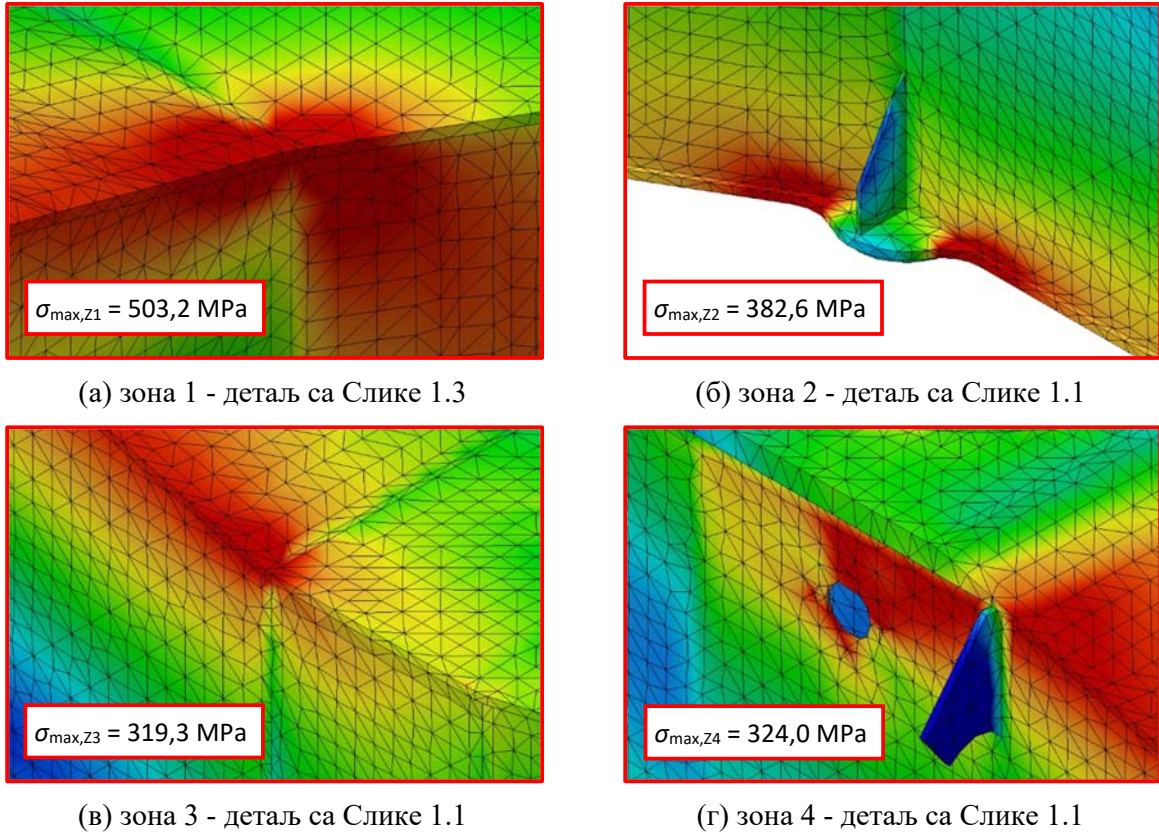 σmax,Z1 = 503,2 MPa
σmax,Z2 = 382,6 MPa
(а) зона 1 - детаљ са Слике 1.3
(б) зона 2 - детаљ са Слике 1.1
σmax,Z3 = 319,3 MPa
σmax,Z4 = 324,0 MPa
(в) зона 3 - детаљ са Слике 1.1
(г) зона 4 - детаљ са Слике 1.1